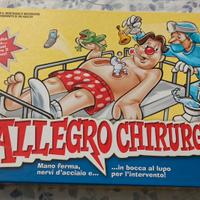 ALLEGRO CHIRURG
Mano ferma,
nervi d'acciaio e...
...in bocca al lupo
per l'intervento!